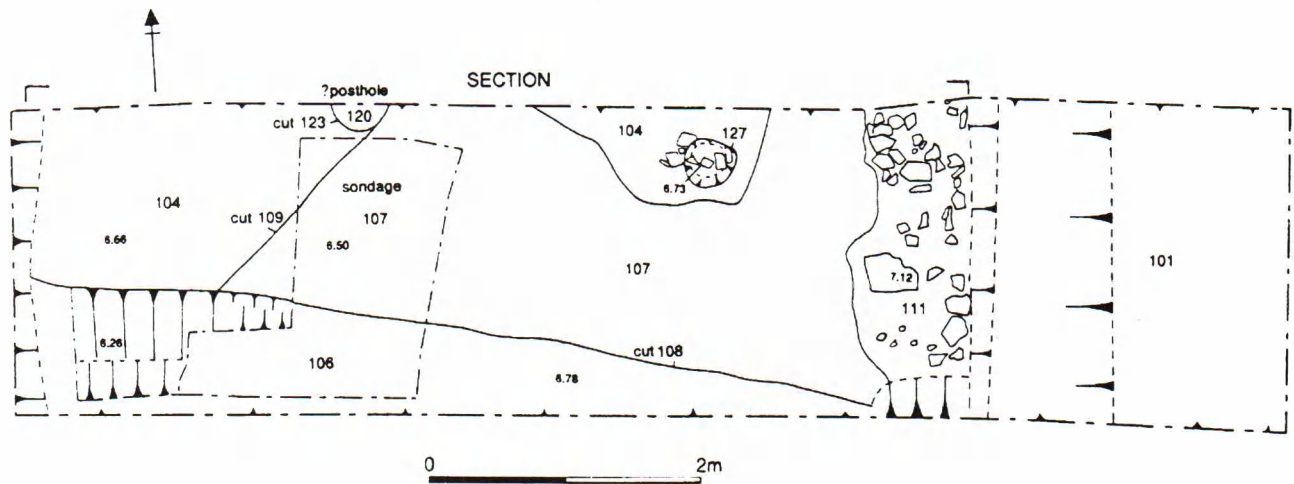 SECTION
?posthole
cut 123
120
104
127
6.73
sondage
107
104
cut 109
6.66
6.50
107
101
7.12
111
6.26
106
cut 108
6.78
0
2m